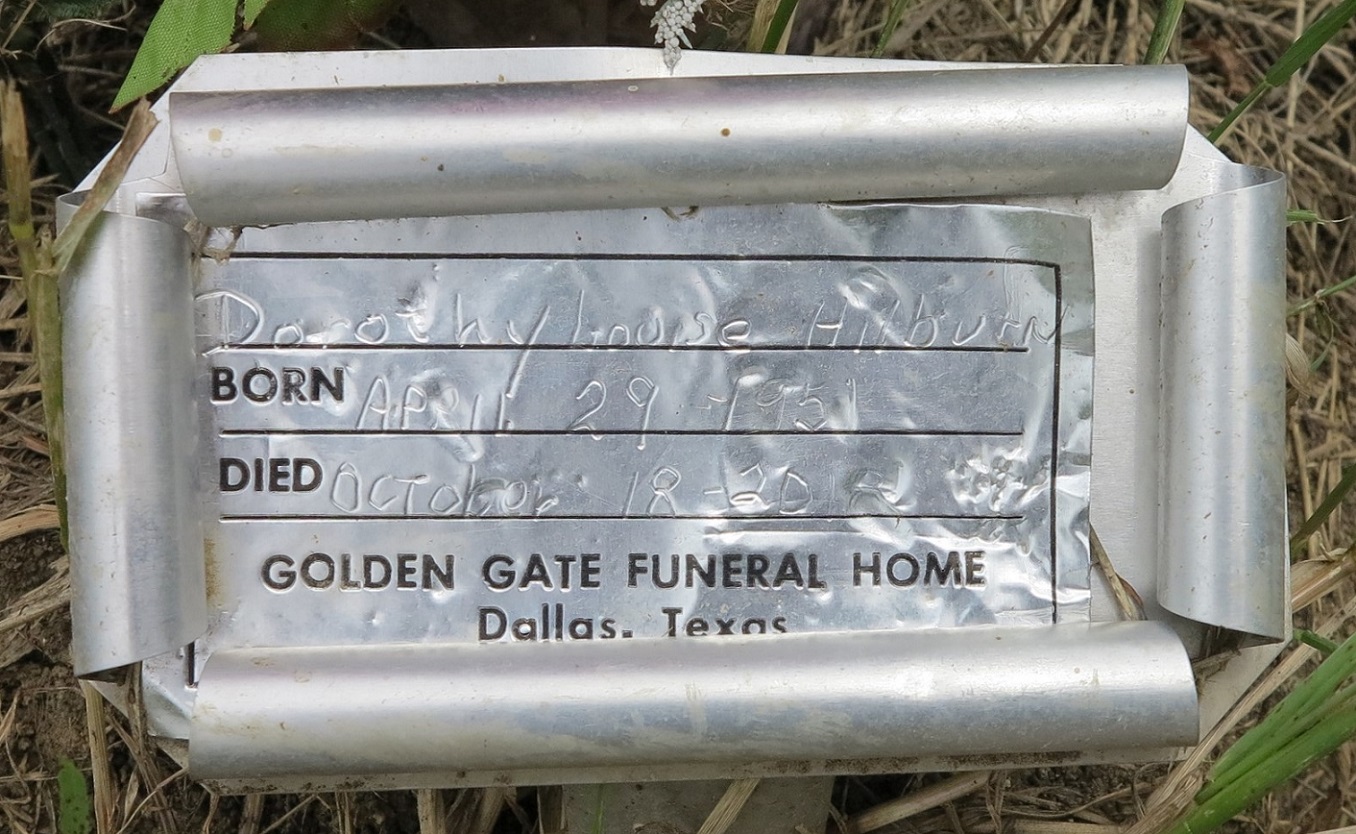 Dorothy Louise Hilburn
BORN APRIL 29 - 1951
DIED OCTOBER 18 - 2018
GOLDEN GATE FUNERAL HOME
Dallas, Texas